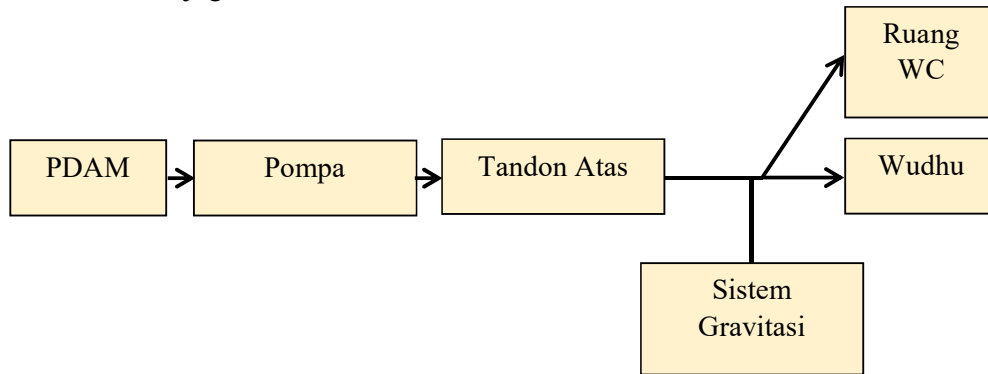 Ruang
WC
PDAM
Pompa
Tandon Atas
Wudhu
Sistem
Gravitasi